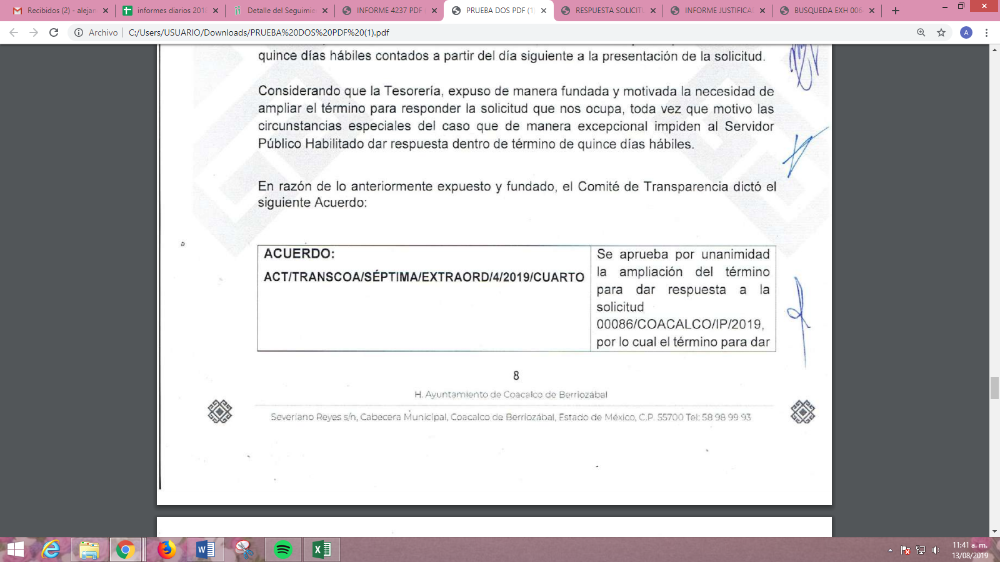 Recibidos (2) - alejan
informes diarios 2018
Detalle del Seguimie
INFORME 4237 PDF
PRUEBA DOS PDF (1)
RESPUESTA SOLICITU
INFORME JUSTIFICA
BUSQUEDA EXH 006
Archivo
C:/Users/USUARIO/Downloads/PRUEBA%20DOS%20PDF%20(1).pdf
A
quince días hábiles contados a partir del día siguiente a la presentación de la solicitud.
Considerando que la Tesorería, expuso de manera fundada y motivada la necesidad de
ampliar el término para responder la solicitud que nos ocupa, toda vez que motivo las
circunstancias especiales del caso que de manera excepcional impiden al Servidor
Público Habilitado dar respuesta dentro de término de quince días hábiles.
En razón de lo anteriormente expuesto y fundado, el Comité de Transparencia dictó el
siguiente Acuerdo:
ACUERDO:
ACT/TRANSCOA/SÉPTIMA/EXTRAORD/4/2019/CUARTO
Se aprueba por unanimidad
la ampliación del término
para dar respuesta a la
solicitud
00086/COACALCO/IP/2019,
por lo cual el término para dar
8
H. Ayuntamiento de Coacalco de Berriozábal
Severiano Reyes s/n, Cabecera Municipal, Coacalco de Berriozábal, Estado de México, C.P. 55700 Tel: 58 98 99 93
11:41 a. m.
13/08/2019